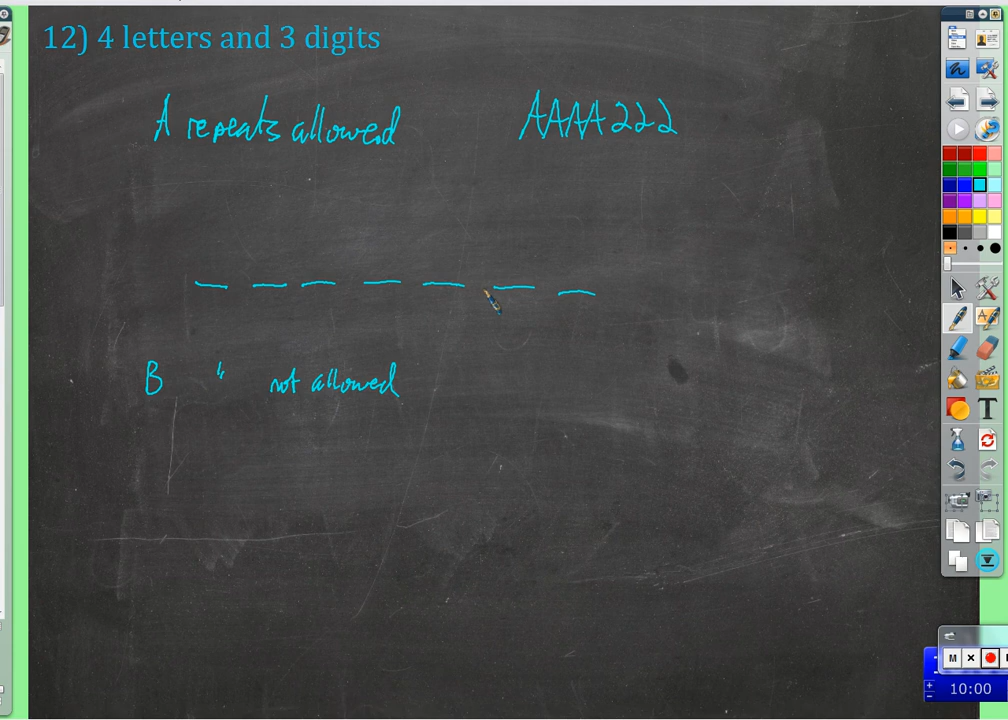 12) 4 letters and 3 digits
A repeats allowed AAAA222
B " not allowed
M
10:00